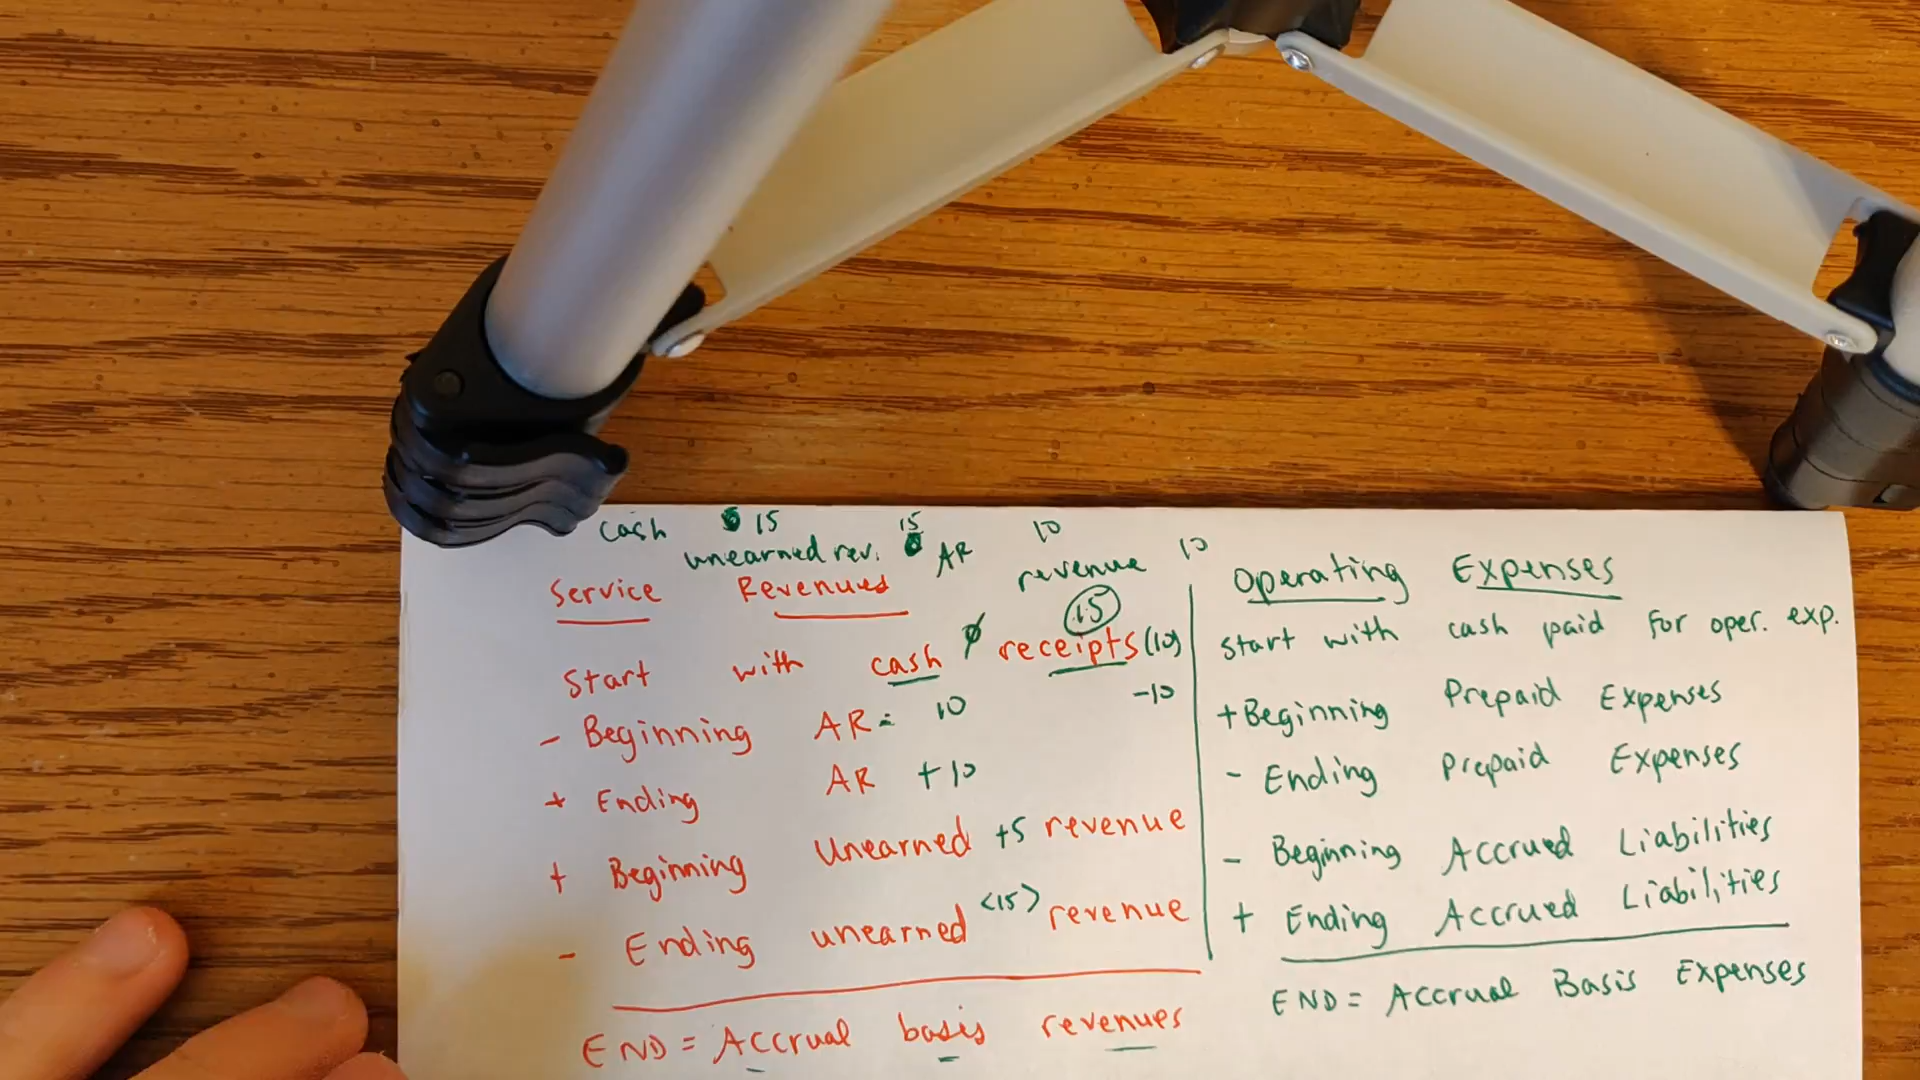 cash 15 15 10
unearned rev. AR revenue 10
Service Revenues
15
Start with cash receipts (10)
- Beginning AR = 10 -10
+ Ending AR +10
+ Beginning Unearned +5 revenue
- Ending unearned <15> revenue
END = Accrual basis revenues
Operating Expenses
Start with cash paid for oper. exp.
+ Beginning Prepaid Expenses
- Ending Prepaid Expenses
- Beginning Accrued Liabilities
+ Ending Accrued Liabilities
END = Accrual Basis Expenses